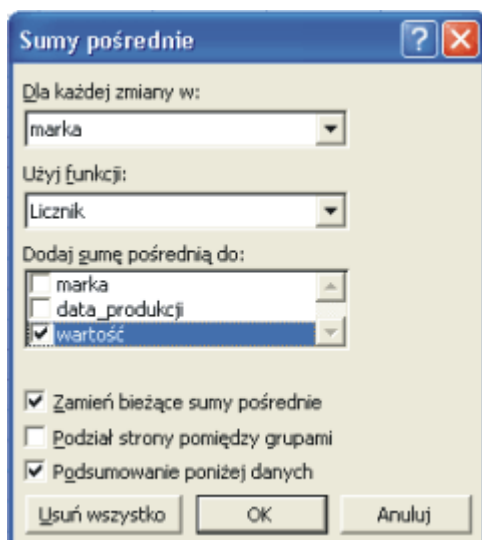 Sumy pośrednie
Dla każdej zmiany w:
marka
Użyj funkcji:
Licznik
Dodaj sumę pośrednią do:
marka
data_produkcji
wartość
Zamień bieżące sumy pośrednie
Podział strony pomiędzy grupami
Podsumowanie poniżej danych
Usuń wszystko OK Anuluj